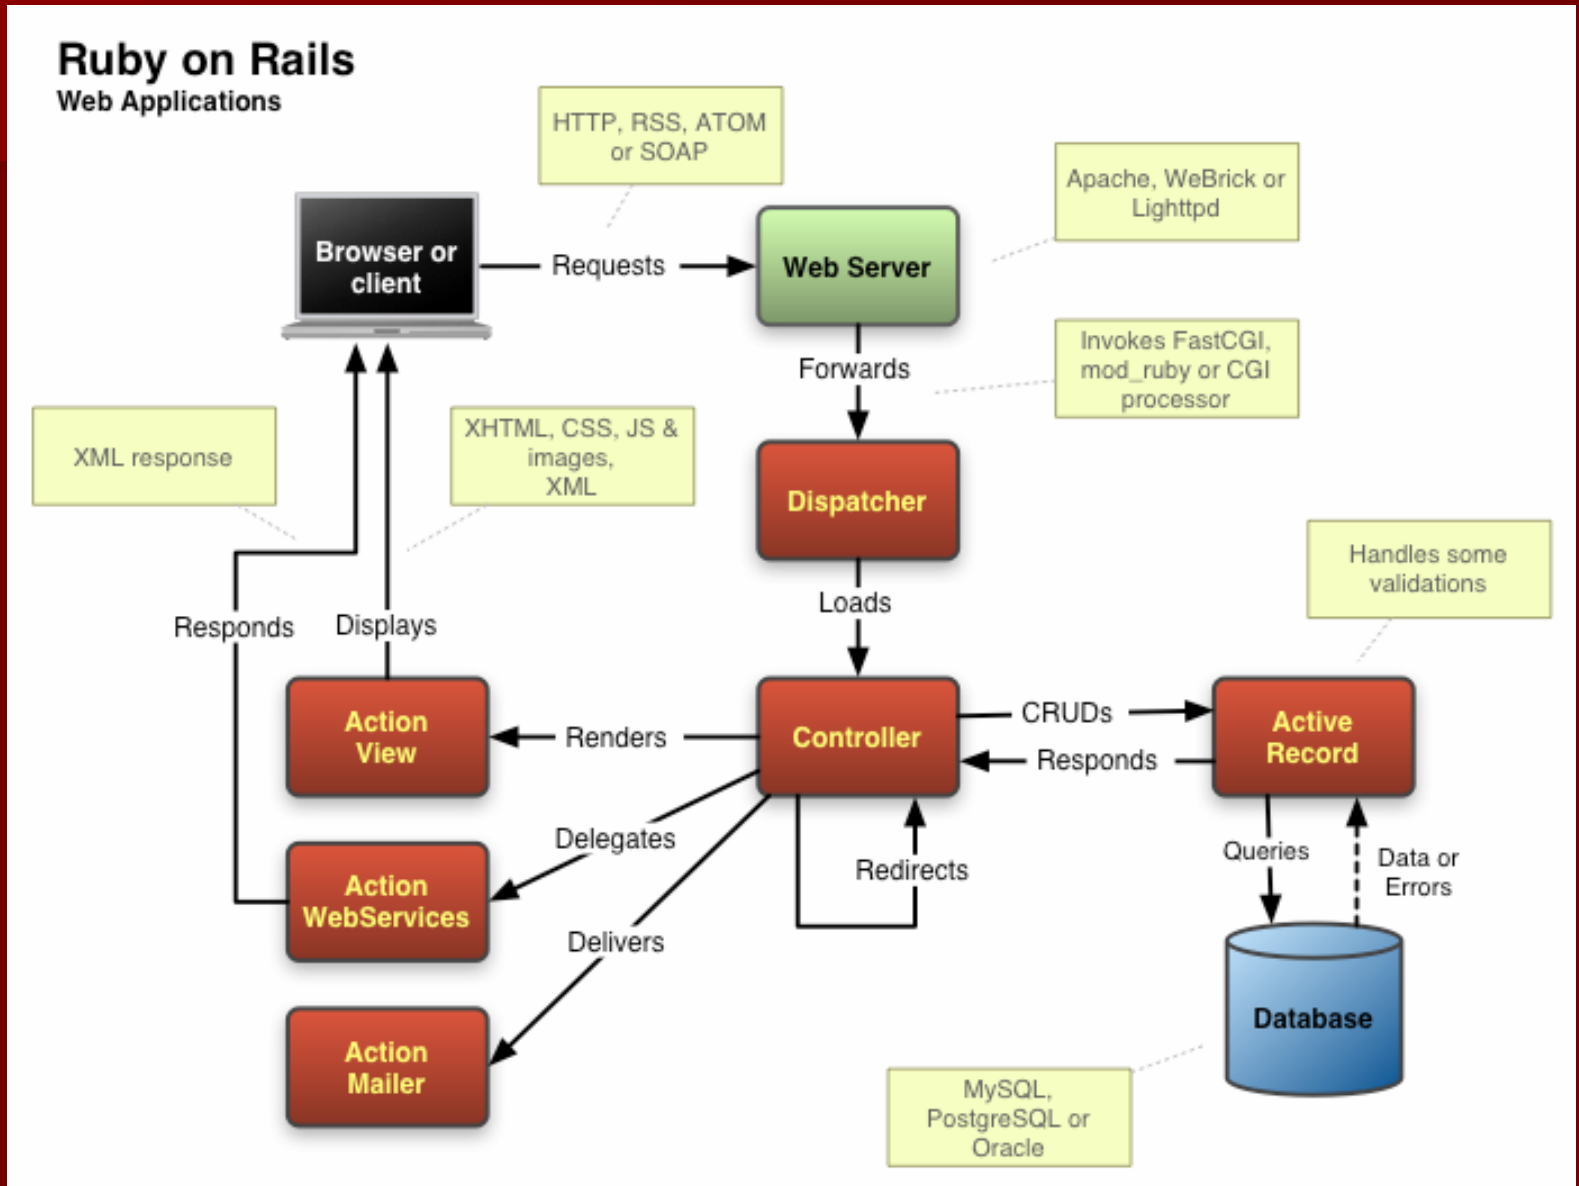 Ruby on Rails
Web Applications
HTTP, RSS, ATOM
or SOAP
Apache, WeBrick or
Lighttpd
Browser or
client
Requests
Web Server
Forwards
Invokes FastCGI,
mod_ruby or CGI
processor
XML response
XHTML, CSS, JS &
images,
XML
Dispatcher
Handles some
validations
Loads
Responds
Displays
Action
View
Renders
Controller
CRUDs
Responds
Active
Record
Delegates
Redirects
Queries
Data or
Errors
Action
WebServices
Delivers
Database
Action
Mailer
MySQL,
PostgreSQL or
Oracle